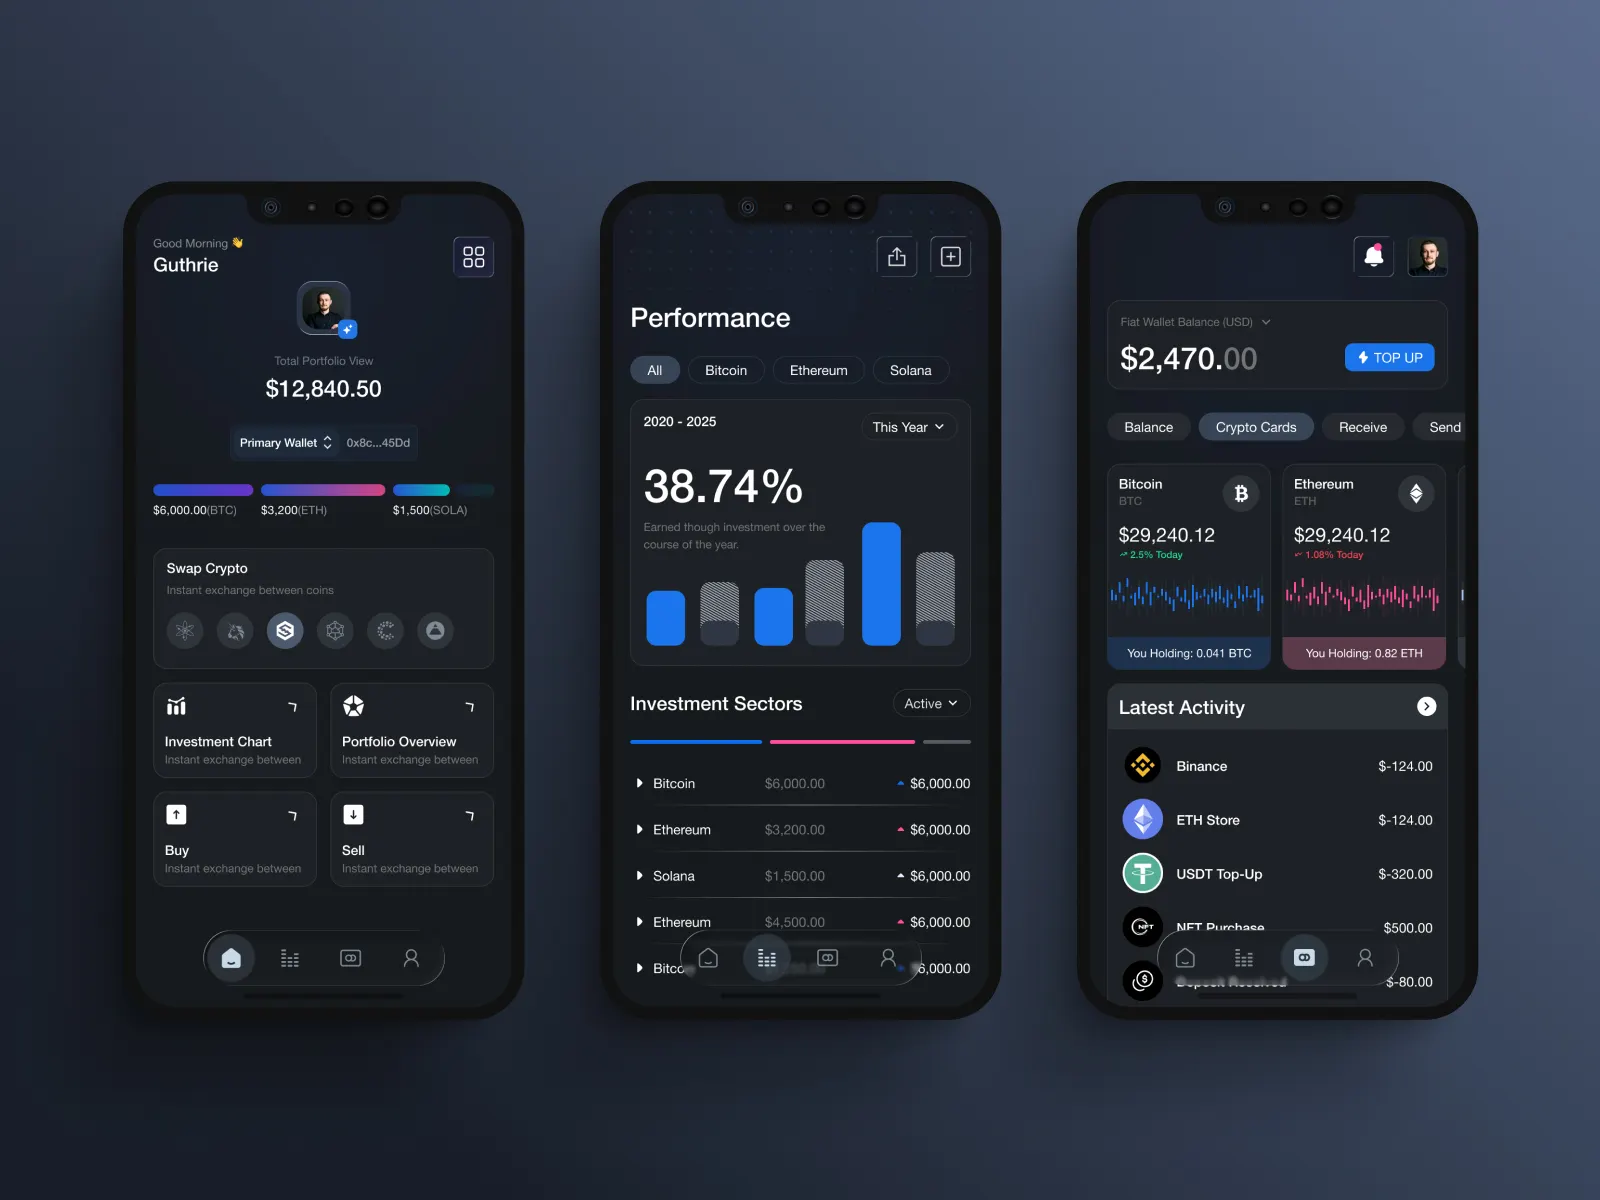 Good Morning 👋
Guthrie
Total Portfolio View
$12,840.50
Primary Wallet 0x8c...45Dd
$6,000.00(BTC) $3,200(ETH) $1,500(SOLA)
Swap Crypto
Instant exchange between coins
Investment Chart
Instant exchange between
Portfolio Overview
Instant exchange between
Buy
Instant exchange between
Sell
Instant exchange between
Performance
All Bitcoin Ethereum Solana
2020 - 2025 This Year
38.74%
Earned though investment over the
course of the year.
Investment Sectors Active
Bitcoin $6,000.00 $6,000.00
Ethereum $3,200.00 $6,000.00
Solana $1,500.00 $6,000.00
Ethereum $4,500.00 $6,000.00
Fiat Wallet Balance (USD)
$2,470.00 TOP UP
Balance Crypto Cards Receive Send
Bitcoin
BTC
$29,240.12
2.5% Today
You Holding: 0.041 BTC
Ethereum
ETH
$29,240.12
1.08% Today
You Holding: 0.82 ETH
Latest Activity
Binance $-124.00
ETH Store $-124.00
USDT Top-Up $-320.00
NFT NFT Purchase $500.00
Deposit Received $-80.00